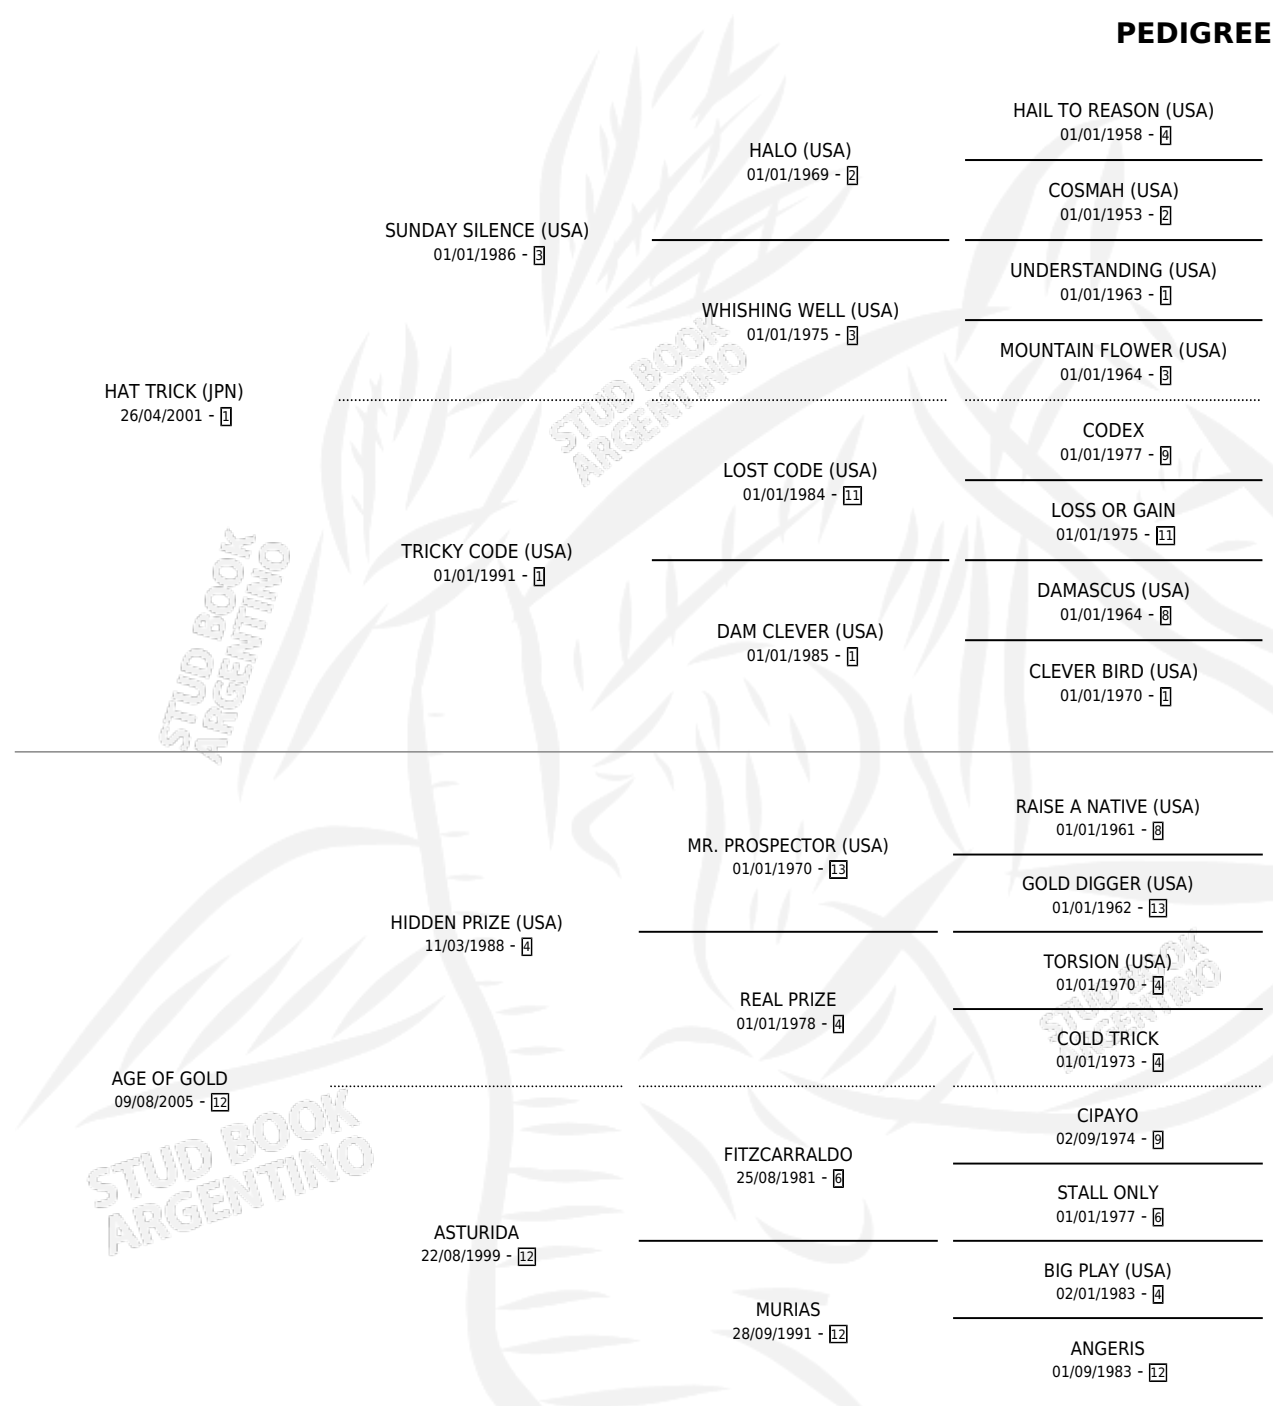 PEDIGREE
HAIL TO REASON (USA)
01/01/1958 - 4
HALO (USA)
01/01/1969 - 2
COSMAH (USA)
01/01/1953 - 2
SUNDAY SILENCE (USA)
01/01/1986 - 3
UNDERSTANDING (USA)
01/01/1963 - 1
WHISHING WELL (USA)
01/01/1975 - 3
MOUNTAIN FLOWER (USA)
01/01/1964 - 3
HAT TRICK (JPN)
26/04/2001 - 1
CODEX
01/01/1977 - 9
LOST CODE (USA)
01/01/1984 - 11
LOSS OR GAIN
01/01/1975 - 11
TRICKY CODE (USA)
01/01/1991 - 1
DAMASCUS (USA)
01/01/1964 - 8
DAM CLEVER (USA)
01/01/1985 - 1
CLEVER BIRD (USA)
01/01/1970 - 1
RAISE A NATIVE (USA)
01/01/1961 - 8
MR. PROSPECTOR (USA)
01/01/1970 - 13
GOLD DIGGER (USA)
01/01/1962 - 13
HIDDEN PRIZE (USA)
11/03/1988 - 4
TORSION (USA)
01/01/1970 - 4
REAL PRIZE
01/01/1978 - 4
COLD TRICK
01/01/1973 - 4
AGE OF GOLD
09/08/2005 - 12
CIPAYO
02/09/1974 - 9
FITZCARRALDO
25/08/1981 - 6
STALL ONLY
01/01/1977 - 6
ASTURIDA
22/08/1999 - 12
BIG PLAY (USA)
02/01/1983 - 4
MURIAS
28/09/1991 - 12
ANGERIS
01/09/1983 - 12
STUD BOOK
ARGENTINO
STUD BOOK
ARGENTINO
STUD BOOK
ARGENTINO
STUD BOOK
ARGENTINO